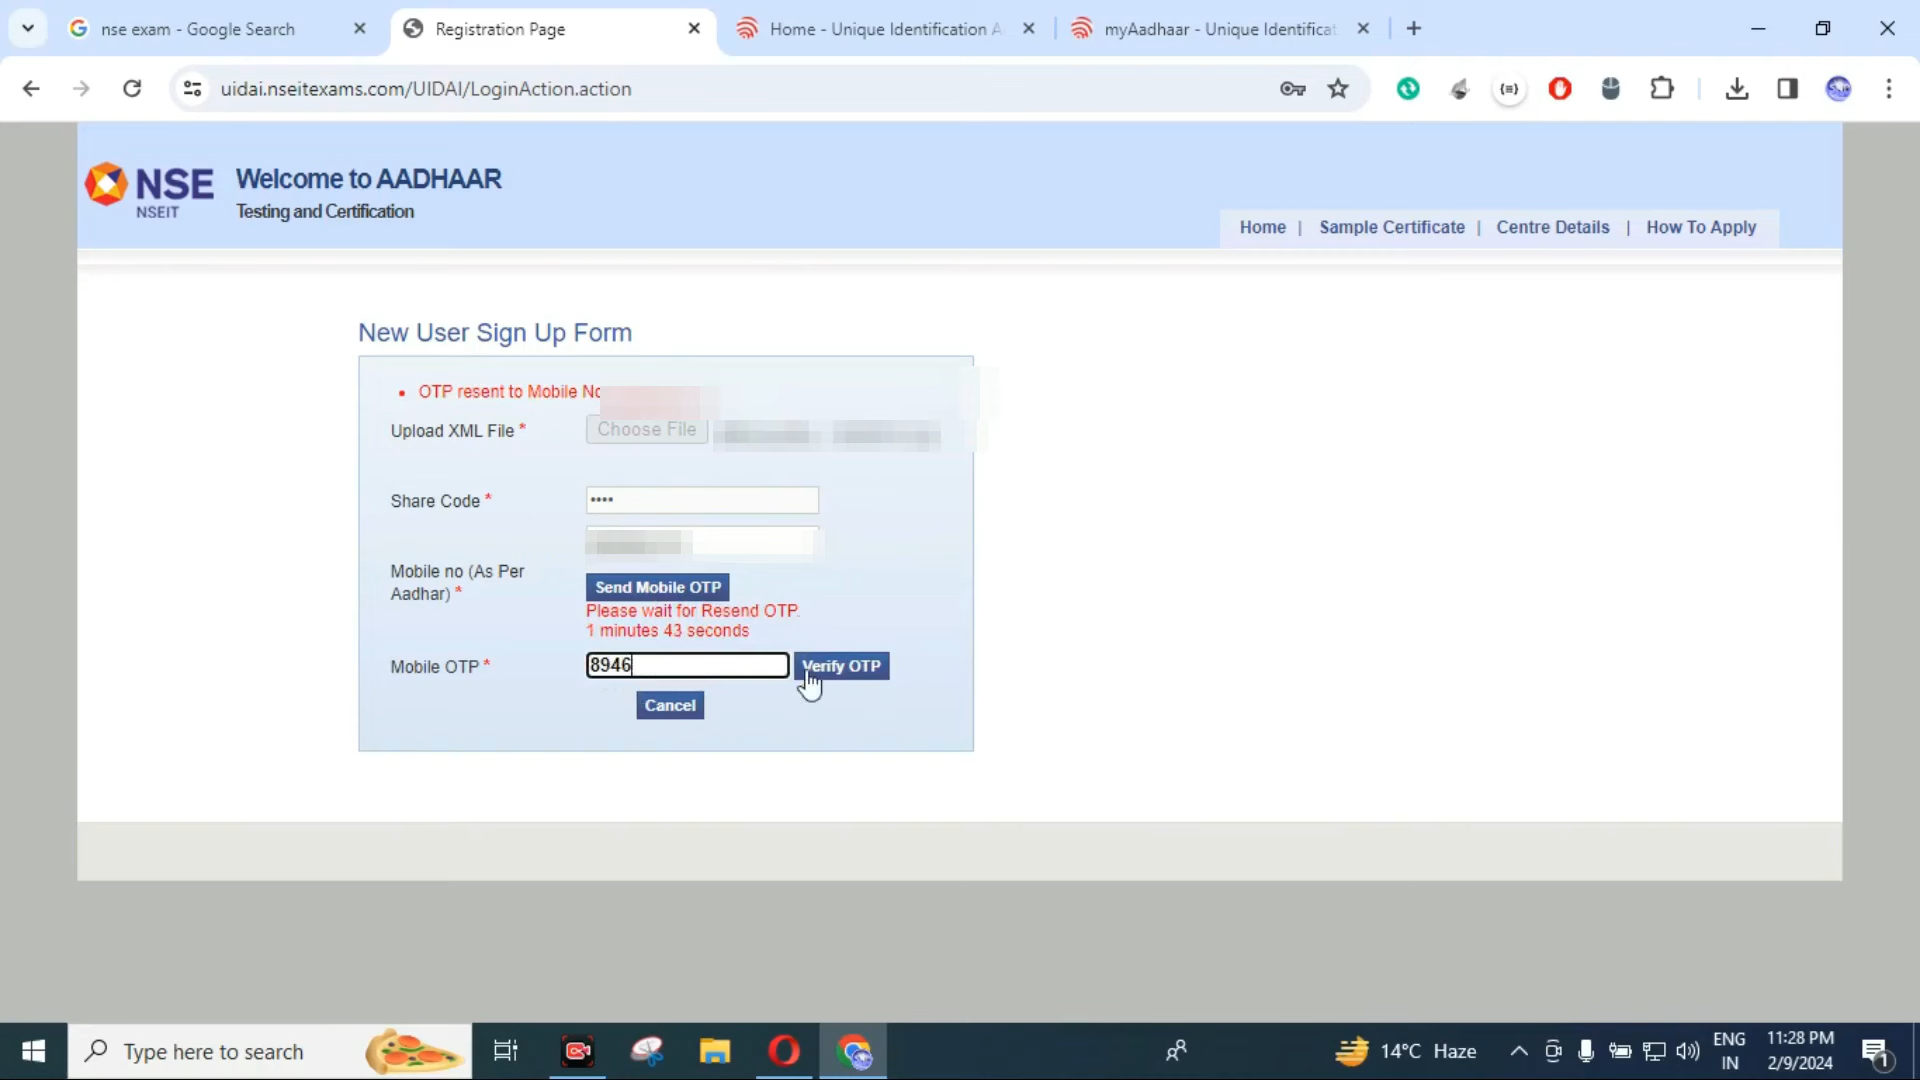 nse exam - Google Search
Registration Page
Home - Unique Identification A
myAadhaar - Unique Identificat
uidai.nseitexams.com/UIDAI/LoginAction.action
NSE
NSEIT
Welcome to AADHAAR
Testing and Certification
Home | Sample Certificate | Centre Details | How To Apply
New User Sign Up Form
• OTP resent to Mobile No
Upload XML File *
Choose File
Share Code *
••••
Mobile no (As Per
Aadhar) *
Send Mobile OTP
Please wait for Resend OTP.
1 minutes 43 seconds
Mobile OTP *
8946
Verify OTP
Cancel
Type here to search
14°C Haze
ENG
IN
11:28 PM
2/9/2024
1